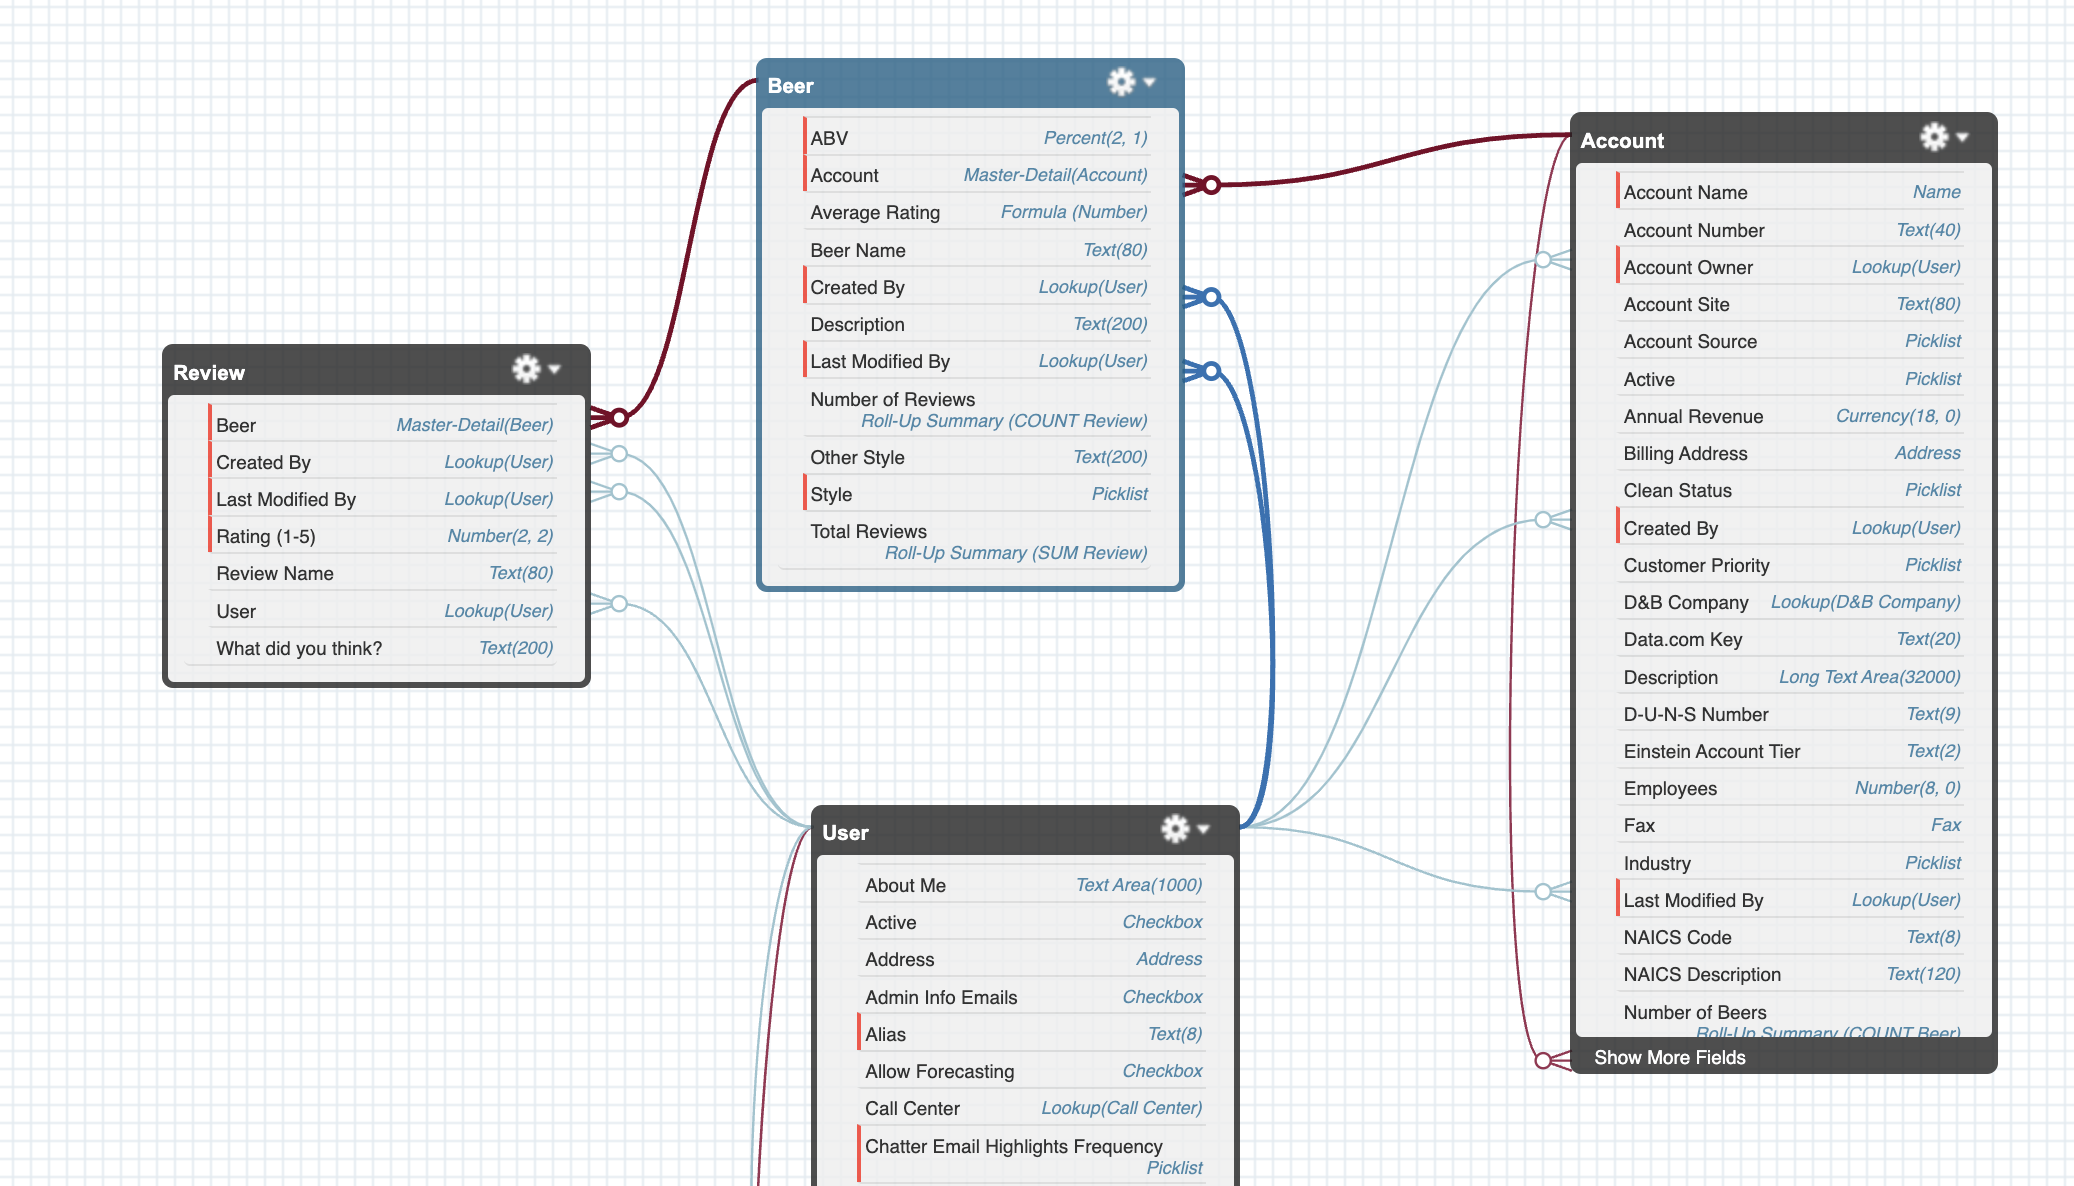 Beer
ABV Percent(2, 1)
Account Master-Detail(Account)
Average Rating Formula (Number)
Beer Name Text(80)
Created By Lookup(User)
Description Text(200)
Last Modified By Lookup(User)
Number of Reviews
Roll-Up Summary (COUNT Review)
Other Style Text(200)
Style Picklist
Total Reviews
Roll-Up Summary (SUM Review)
Account
Account Name Name
Account Number Text(40)
Account Owner Lookup(User)
Account Site Text(80)
Account Source Picklist
Active Picklist
Annual Revenue Currency(18, 0)
Billing Address Address
Clean Status Picklist
Created By Lookup(User)
Customer Priority Picklist
D&B Company Lookup(D&B Company)
Data.com Key Text(20)
Description Long Text Area(32000)
D-U-N-S Number Text(9)
Einstein Account Tier Text(2)
Employees Number(8, 0)
Fax Fax
Industry Picklist
Last Modified By Lookup(User)
NAICS Code Text(8)
NAICS Description Text(120)
Number of Beers
Roll-Up Summary (COUNT Beer)
Show More Fields
Review
Beer Master-Detail(Beer)
Created By Lookup(User)
Last Modified By Lookup(User)
Rating (1-5) Number(2, 2)
Review Name Text(80)
User Lookup(User)
What did you think? Text(200)
User
About Me Text Area(1000)
Active Checkbox
Address Address
Admin Info Emails Checkbox
Alias Text(8)
Allow Forecasting Checkbox
Call Center Lookup(Call Center)
Chatter Email Highlights Frequency
Picklist